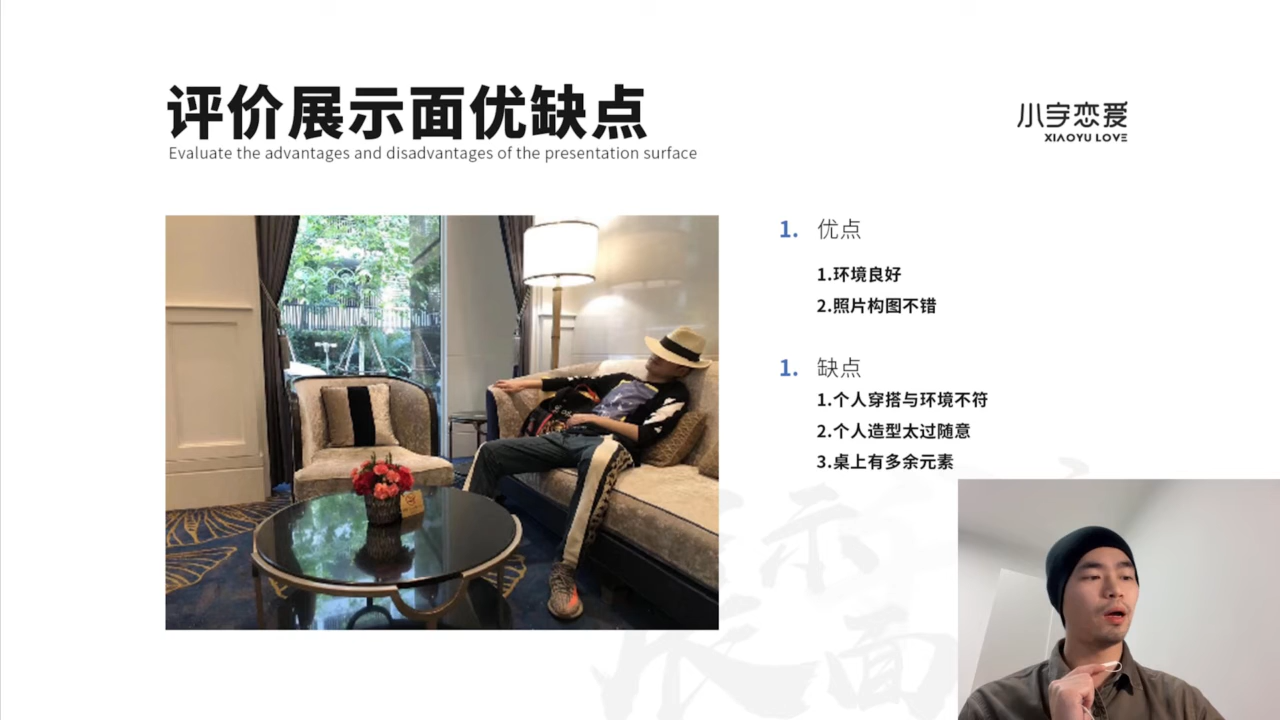 评价展示面优缺点
Evaluate the advantages and disadvantages of the presentation surface
小宇恋爱
XIAOYU LOVE
1. 优点
1.环境良好
2.照片构图不错
1. 缺点
1.个人穿搭与环境不符
2.个人造型太过随意
3.桌上有多余元素
展示面